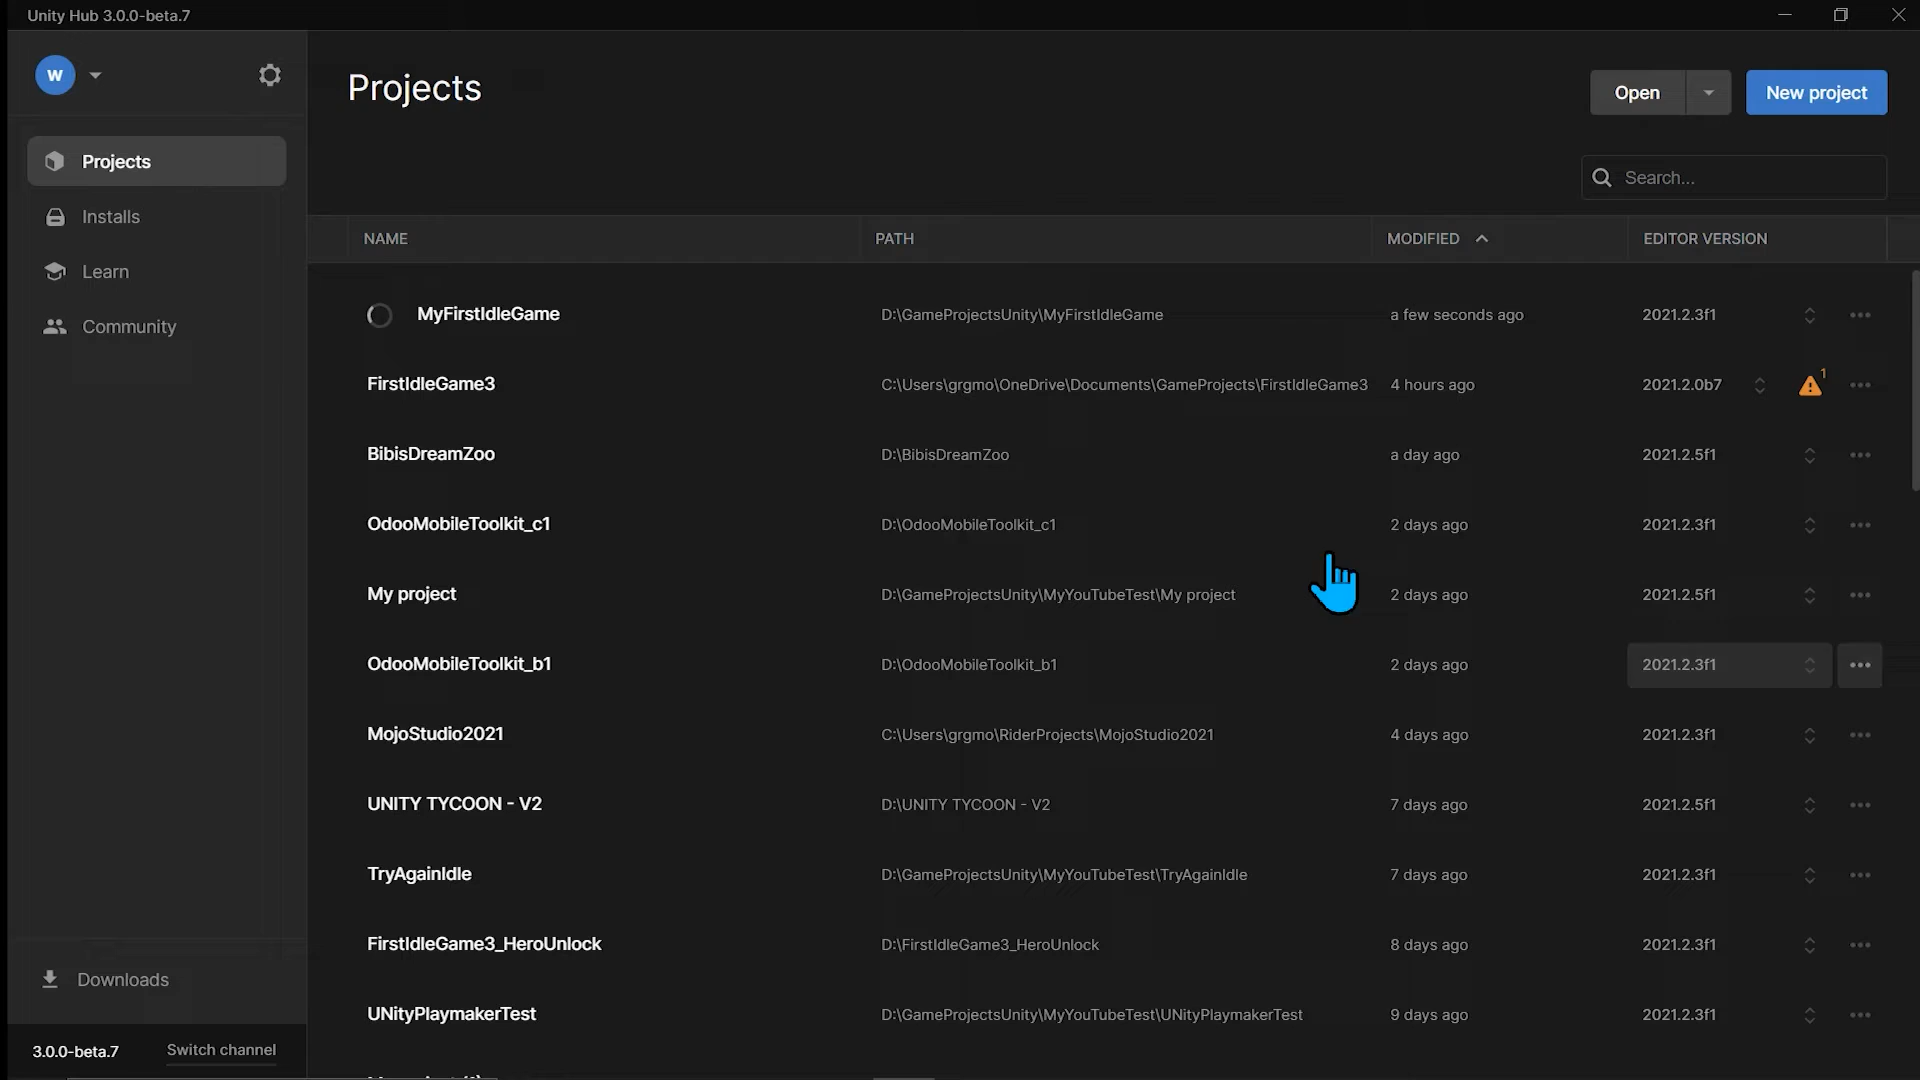 Unity Hub 3.0.0-beta.7
W
Projects
Installs
Learn
Community
Downloads
3.0.0-beta.7 Switch channel
Projects
Open
New project
Search...
NAME PATH MODIFIED EDITOR VERSION
MyFirstIdleGame D:\GameProjectsUnity\MyFirstIdleGame a few seconds ago 2021.2.3f1
FirstIdleGame3 C:\Users\grgmo\OneDrive\Documents\GameProjects\FirstIdleGame3 4 hours ago 2021.2.0b7 1
BibisDreamZoo D:\BibisDreamZoo a day ago 2021.2.5f1
OdooMobileToolkit_c1 D:\OdooMobileToolkit_c1 2 days ago 2021.2.3f1
My project D:\GameProjectsUnity\MyYouTubeTest\My project 2 days ago 2021.2.5f1
OdooMobileToolkit_b1 D:\OdooMobileToolkit_b1 2 days ago 2021.2.3f1
MojoStudio2021 C:\Users\grgmo\RiderProjects\MojoStudio2021 4 days ago 2021.2.3f1
UNITY TYCOON - V2 D:\UNITY TYCOON - V2 7 days ago 2021.2.5f1
TryAgainIdle D:\GameProjectsUnity\MyYouTubeTest\TryAgainIdle 7 days ago 2021.2.3f1
FirstIdleGame3_HeroUnlock D:\FirstIdleGame3_HeroUnlock 8 days ago 2021.2.3f1
UNityPlaymakerTest D:\GameProjectsUnity\MyYouTubeTest\UNityPlaymakerTest 9 days ago 2021.2.3f1